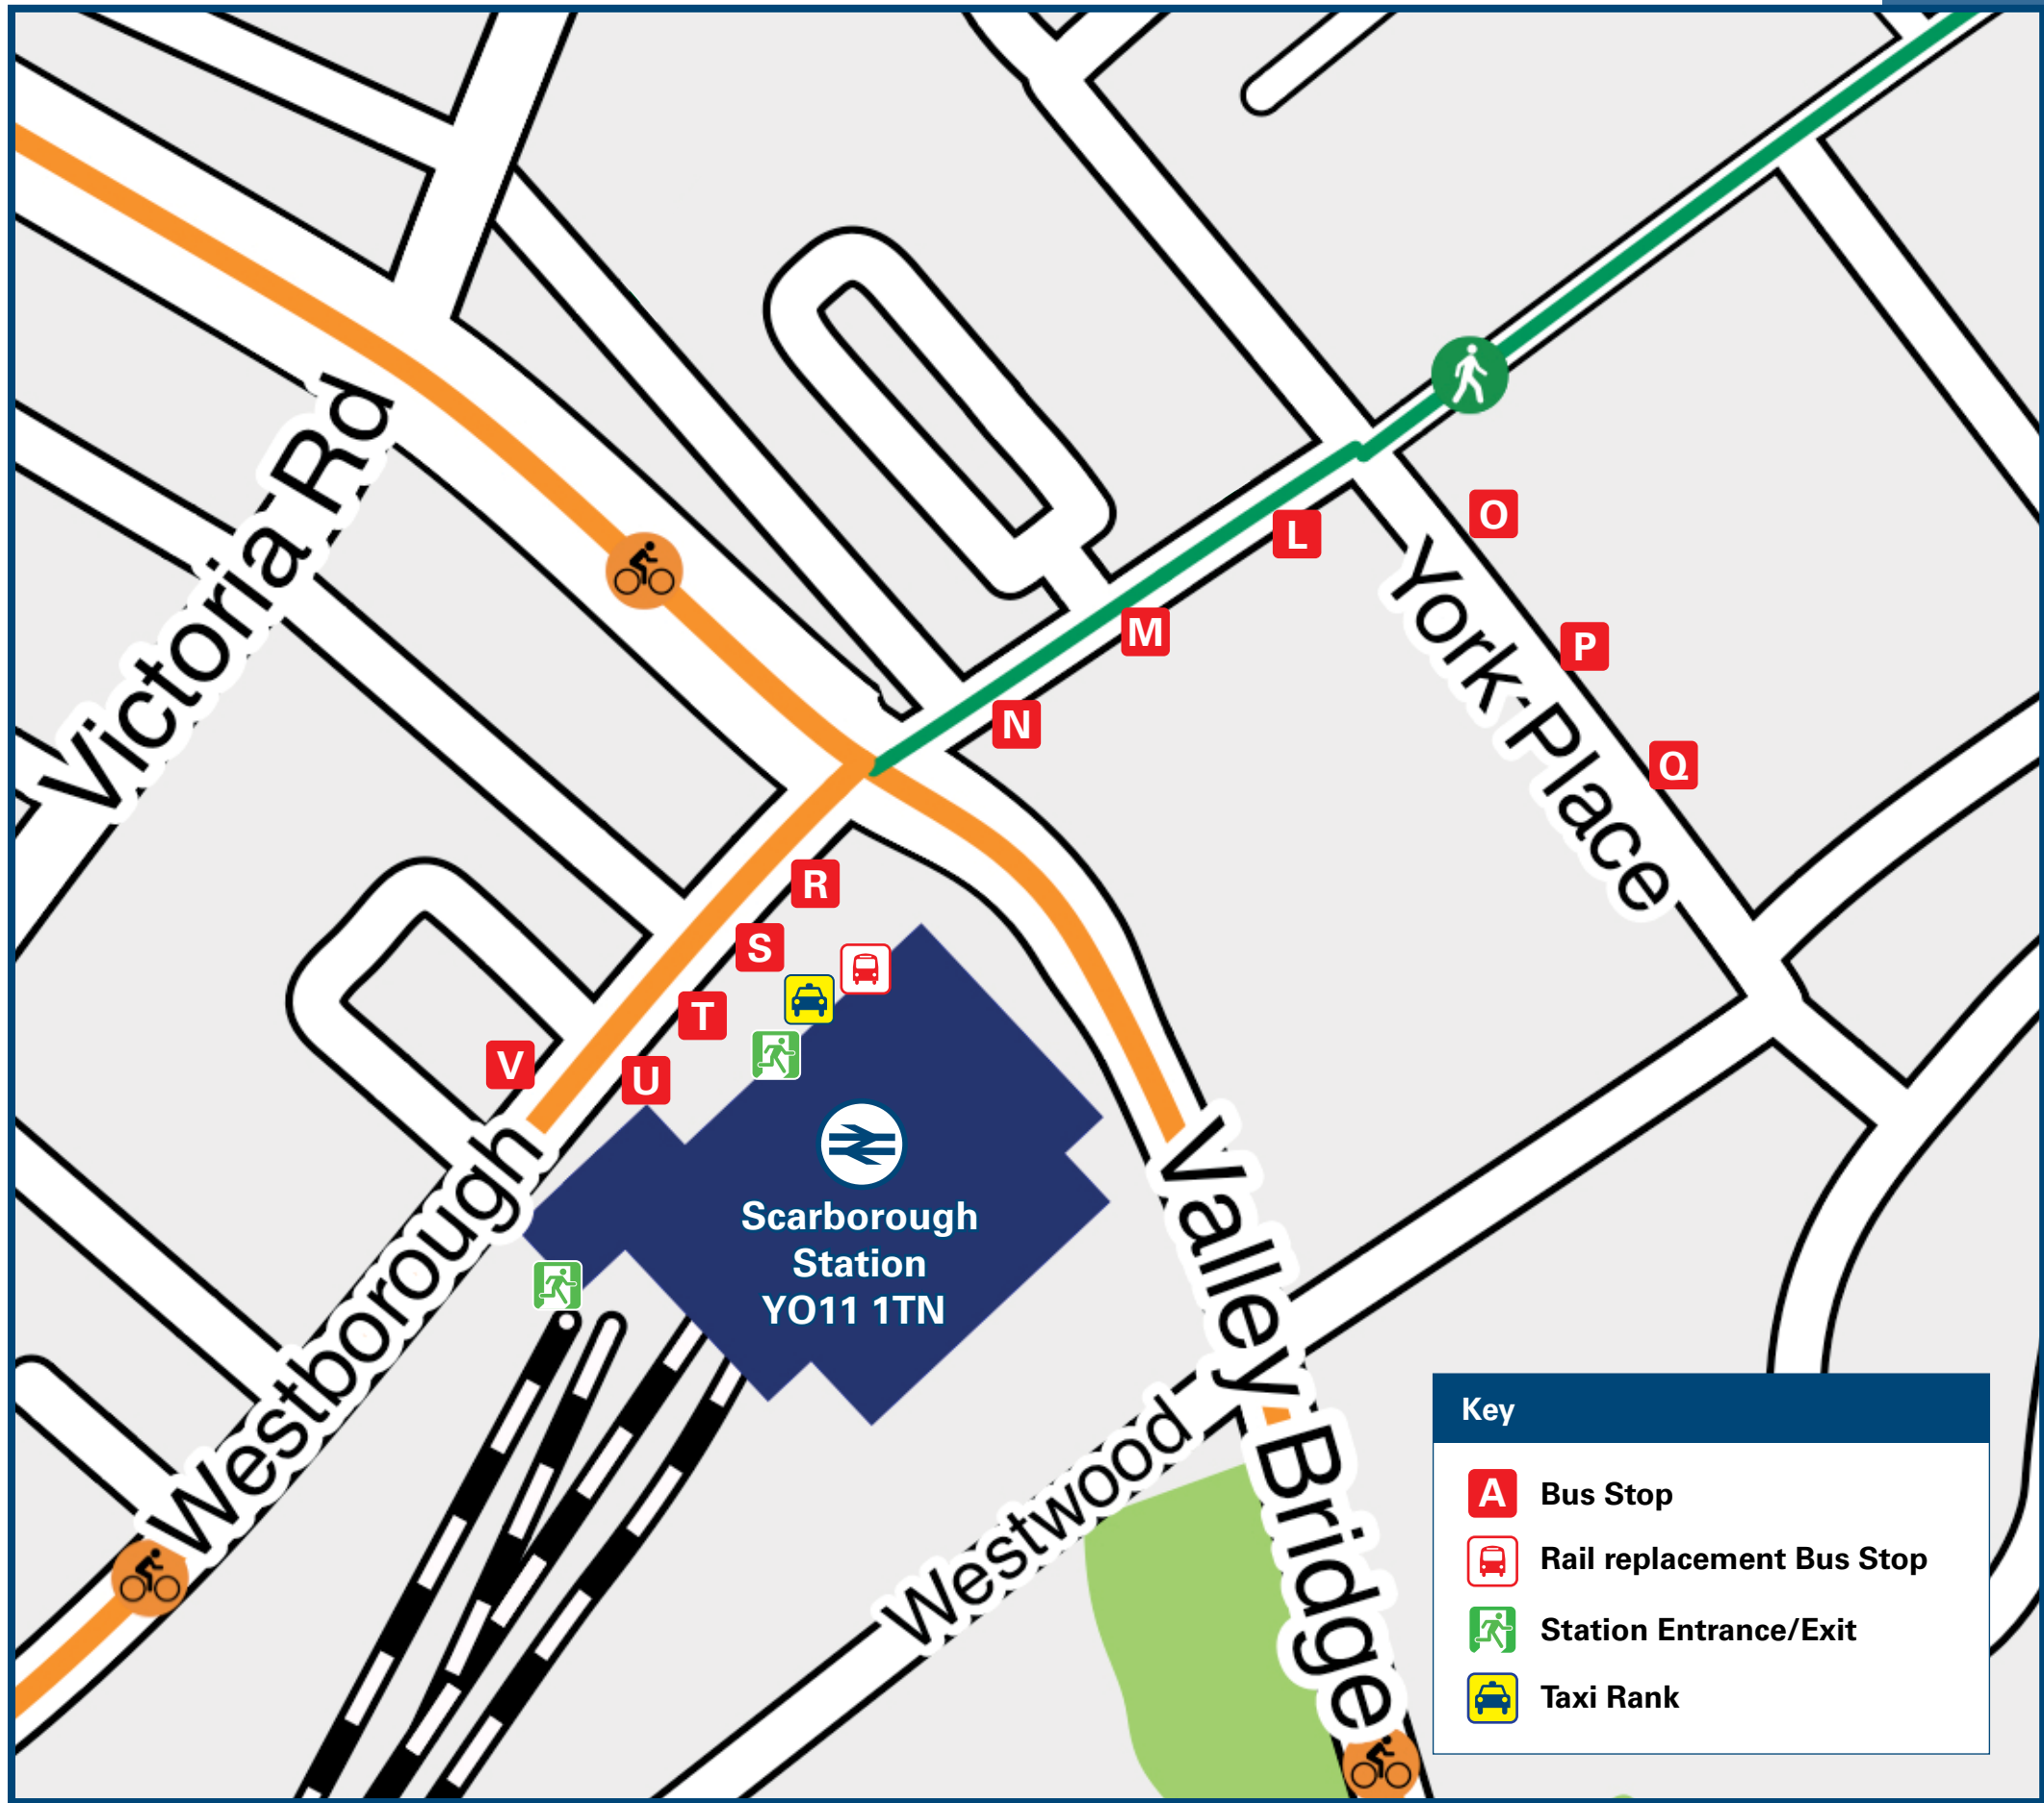 Victoria Rd
L
O
M
P
N
Q
York Place
R
S
T
V
U
Westborough
Scarborough
Station
YO11 1TN
Valley Bridge
Westwood
Key
A Bus Stop
Rail replacement Bus Stop
Station Entrance/Exit
Taxi Rank